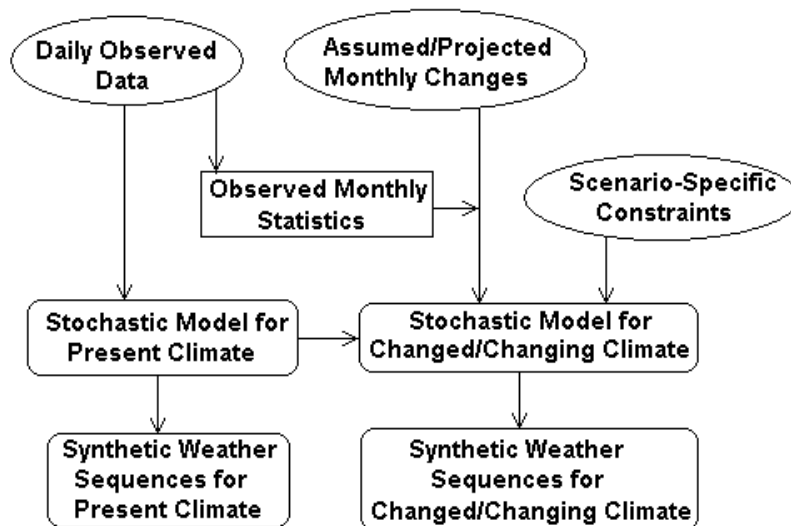 Daily Observed
Data
Assumed/Projected
Monthly Changes
Observed Monthly
Statistics
Scenario-Specific
Constraints
Stochastic Model for
Present Climate
Stochastic Model for
Changed/Changing Climate
Synthetic Weather
Sequences for
Present Climate
Synthetic Weather
Sequences for
Changed/Changing Climate